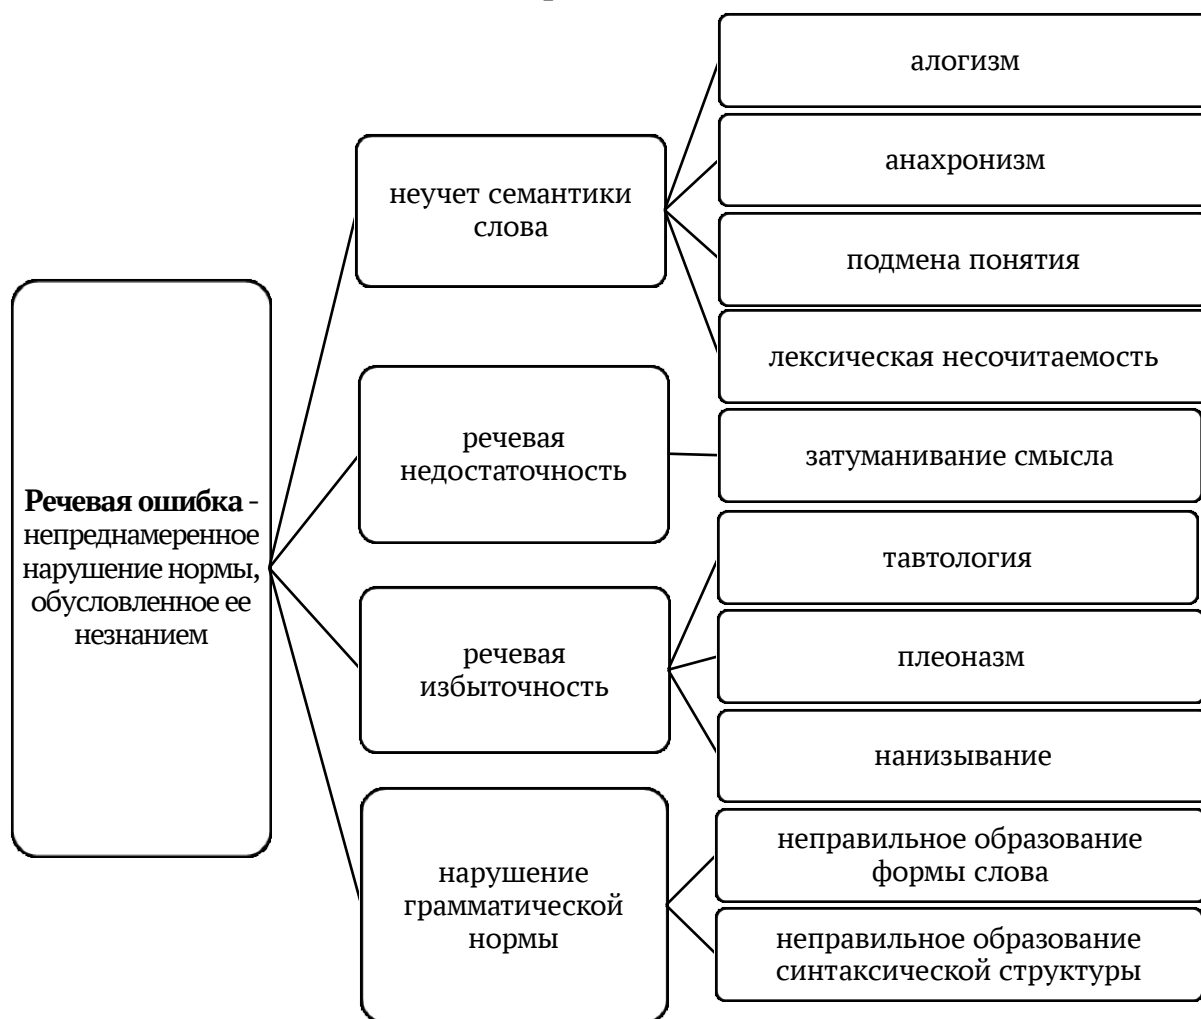 Речевая ошибка -
непреднамеренное
нарушение нормы,
обусловленное ее
незнанием
неучет семантики
слова
алогизм
анахронизм
подмена понятия
лексическая несочитаемость
речевая
недостаточность
затуманивание смысла
речевая
избыточность
тавтология
плеоназм
нанизывание
нарушение
грамматической
нормы
неправильное образование
формы слова
неправильное образование
синтаксической структуры